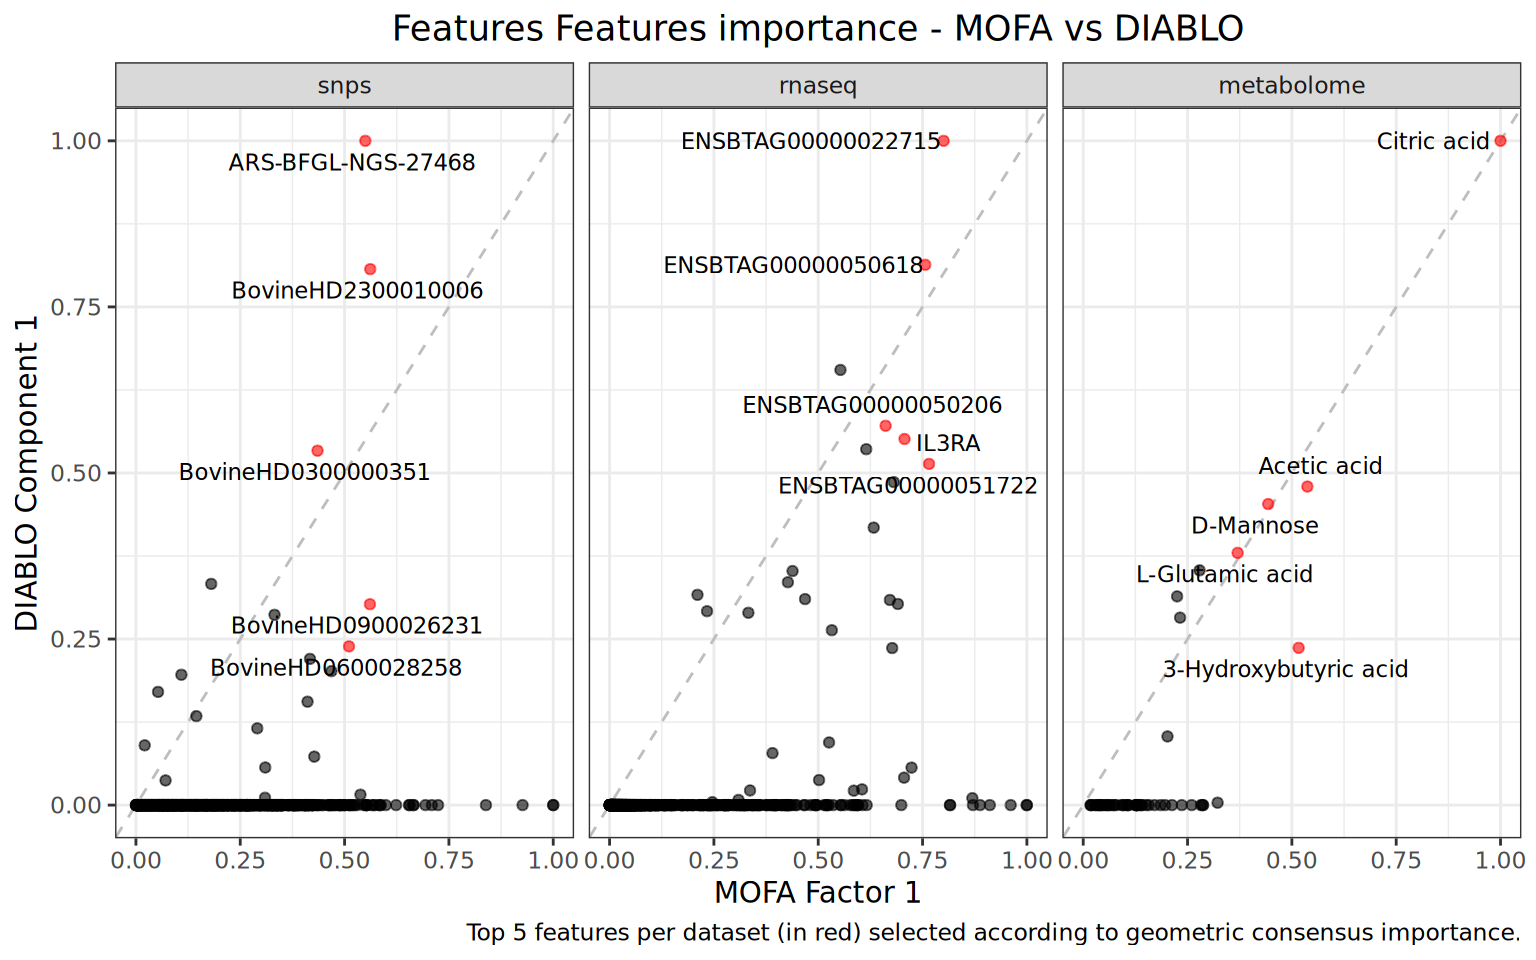 Features Features importance - MOFA vs DIABLO
snps
rnaseq
metabolome
DIABLO Component 1
1.00
0.75
0.50
0.25
0.00
ARS-BFGL-NGS-27468
BovineHD2300010006
BovineHD0300000351
BovineHD0900026231
BovineHD0600028258
ENSBTAG00000022715
ENSBTAG00000050618
ENSBTAG00000050206
IL3RA
ENSBTAG00000051722
Citric acid
Acetic acid
D-Mannose
L-Glutamic acid
3-Hydroxybutyric acid
0.00 0.25 0.50 0.75 1.00
0.00 0.25 0.50 0.75 1.00
0.00 0.25 0.50 0.75 1.00
MOFA Factor 1
Top 5 features per dataset (in red) selected according to geometric consensus importance.